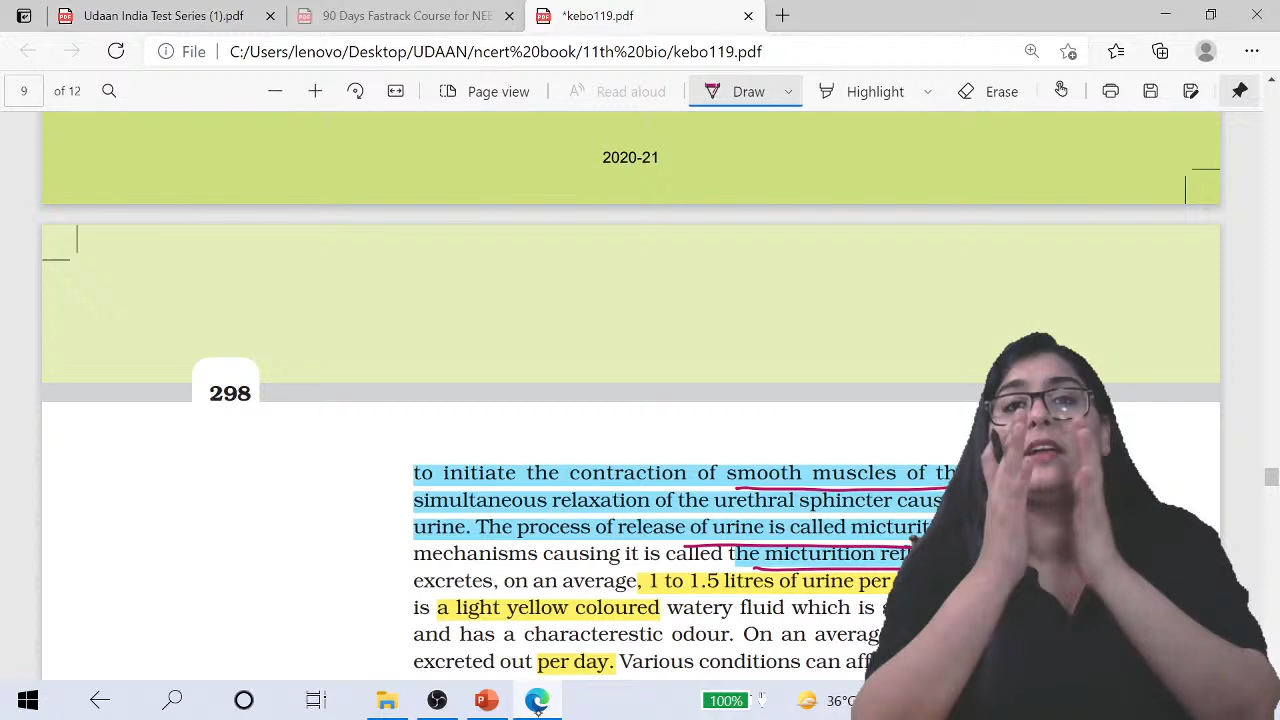 Udaan India Test Series (1).pdf
90 Days Fastrack Course for NEE
*kebo119.pdf
File C:/Users/lenovo/Desktop/UDAAN/ncert%20book/11th%20bio/kebo119.pdf
9 of 12 Page view Read aloud Draw Highlight Erase
2020-21
298
to initiate the contraction of smooth muscles of th
simultaneous relaxation of the urethral sphincter caus
urine. The process of release of urine is called micturit
mechanisms causing it is called the micturition ref
excretes, on an average, 1 to 1.5 litres of urine per
is a light yellow coloured watery fluid which is
and has a characterestic odour. On an average
excreted out per day. Various conditions can aff
100% 36°C